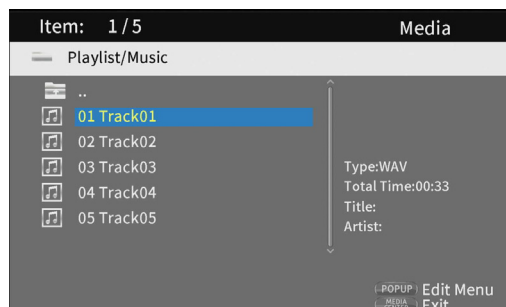 Item: 1/5 Media
Playlist/Music
..
01 Track01
02 Track02
03 Track03
04 Track04
05 Track05
Type:WAV
Total Time:00:33
Title:
Artist:
POPUP Edit Menu
MEDIA CENTER Exit